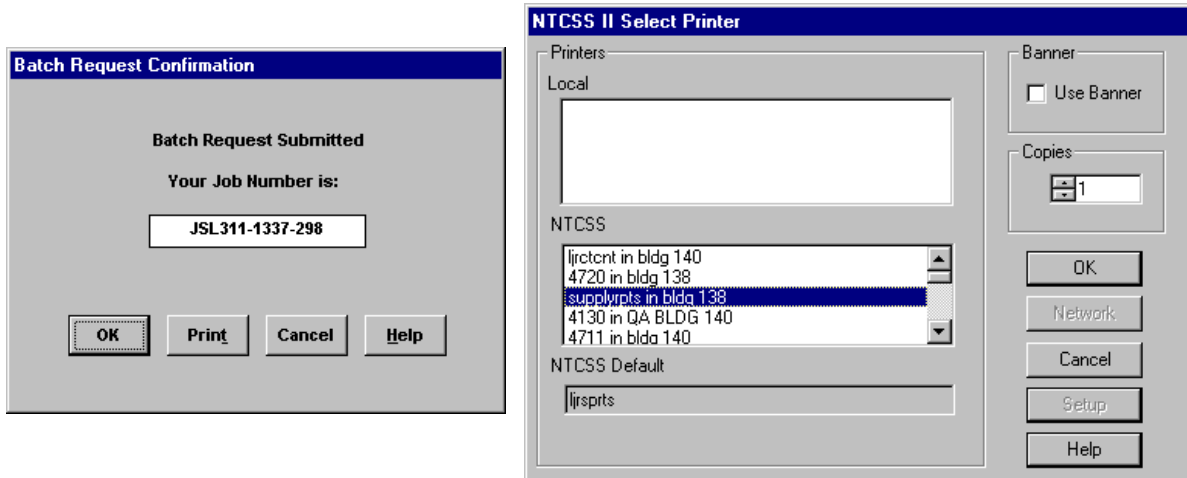 Batch Request Confirmation
Batch Request Submitted
Your Job Number is:
JSL311-1337-298
OK
Print
Cancel
Help
NTCSS II Select Printer
Printers
Local
NTCSS
ljrctcnt in bldg 140
4720 in bldg 138
supplyrpts in bldg 138
4130 in QA BLDG 140
4711 in bldg 140
NTCSS Default
ljrsprts
Banner
Use Banner
Copies
1
OK
Network
Cancel
Setup
Help